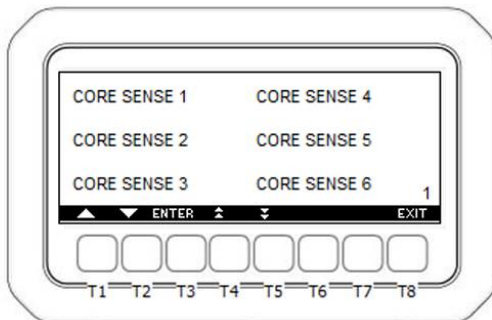 CORE SENSE 1 CORE SENSE 4
CORE SENSE 2 CORE SENSE 5
CORE SENSE 3 CORE SENSE 6
1
ENTER EXIT
T1 T2 T3 T4 T5 T6 T7 T8